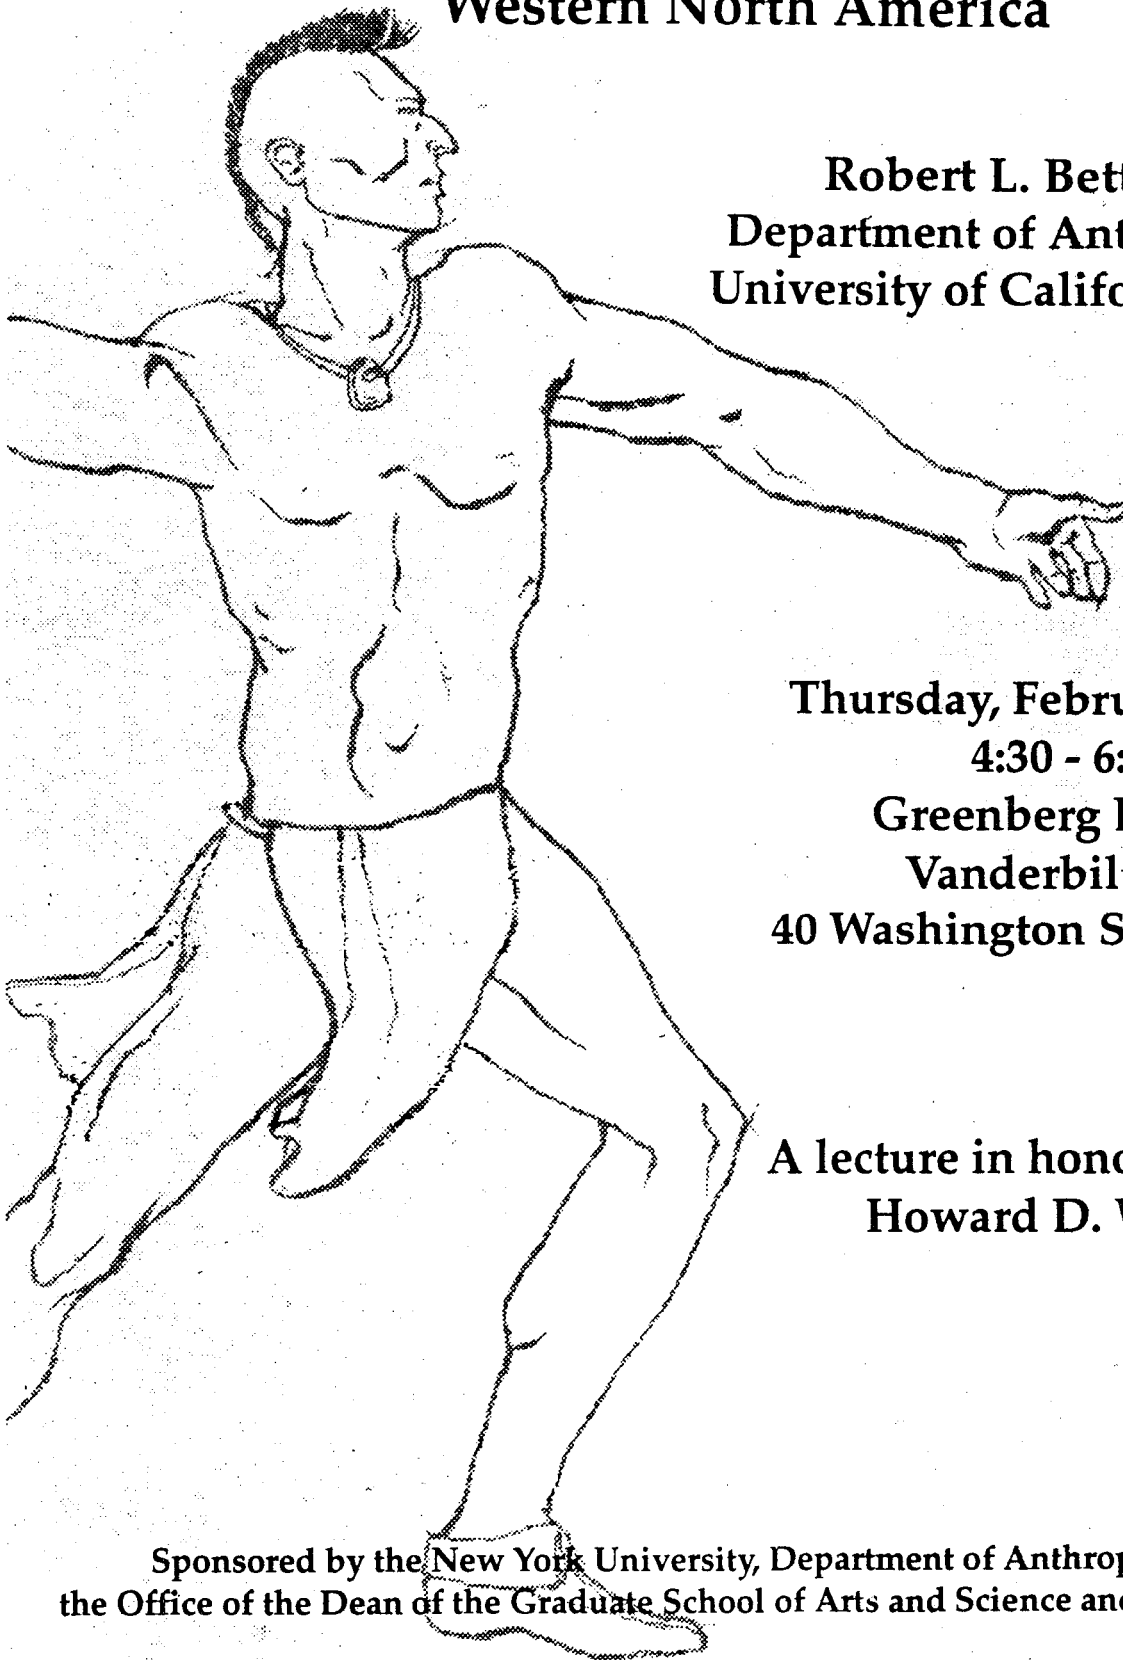 Western North America
Robert L. Bett
Department of Ant
University of Califo
Thursday, Febru
4:30 - 6:
Greenberg
Vanderbil
40 Washington S
A lecture in hono
Howard D.
Sponsored by the New York University, Department of Anthrop
the Office of the Dean of the Graduate School of Arts and Science and